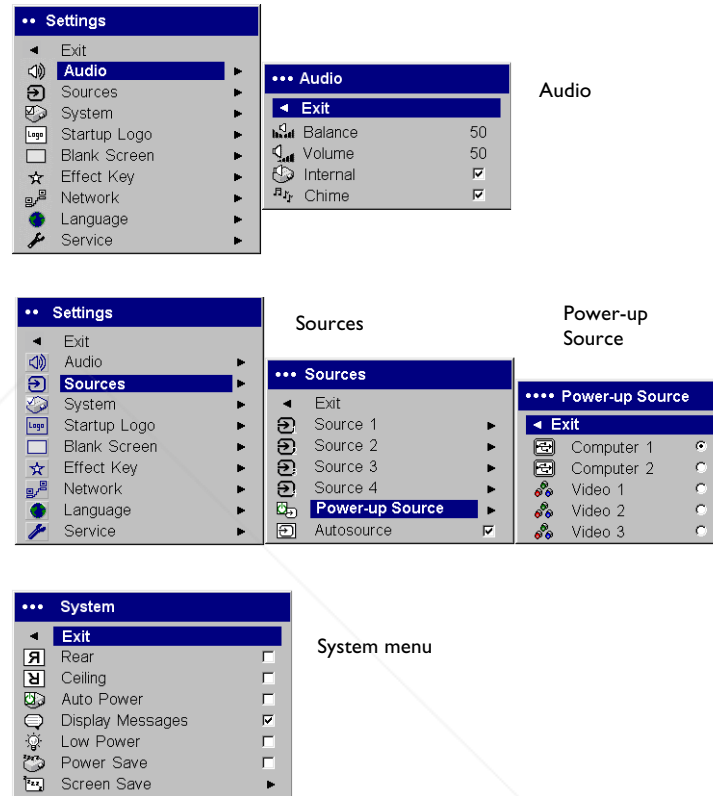 •• Settings
Exit
Audio
Sources
System
Logo Startup Logo
Blank Screen
Effect Key
Network
Language
Service
••• Audio
Exit
Balance 50
Volume 50
Internal
Chime
Audio
•• Settings
Exit
Audio
Sources
System
Logo Startup Logo
Blank Screen
Effect Key
Network
Language
Service
Sources
••• Sources
Exit
Source 1
Source 2
Source 3
Source 4
Power-up Source
Autosource
Power-up
Source
•••• Power-up Source
Exit
Computer 1
Computer 2
Video 1
Video 2
Video 3
••• System
Exit
Rear
Ceiling
Auto Power
Display Messages
Low Power
Power Save
Screen Save
System menu